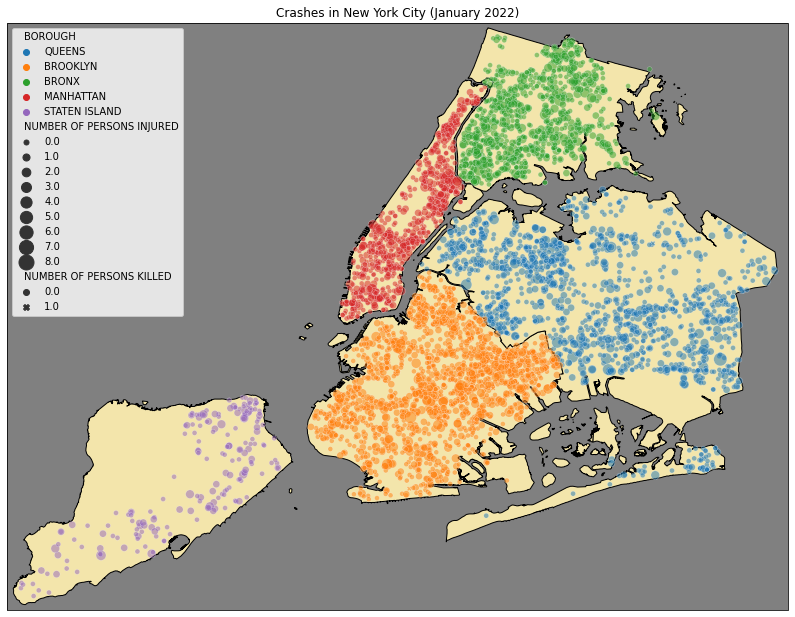 Crashes in New York City (January 2022)
BOROUGH
QUEENS
BROOKLYN
BRONX
MANHATTAN
STATEN ISLAND
NUMBER OF PERSONS INJURED
0.0
1.0
2.0
3.0
4.0
5.0
6.0
7.0
8.0
NUMBER OF PERSONS KILLED
0.0
1.0